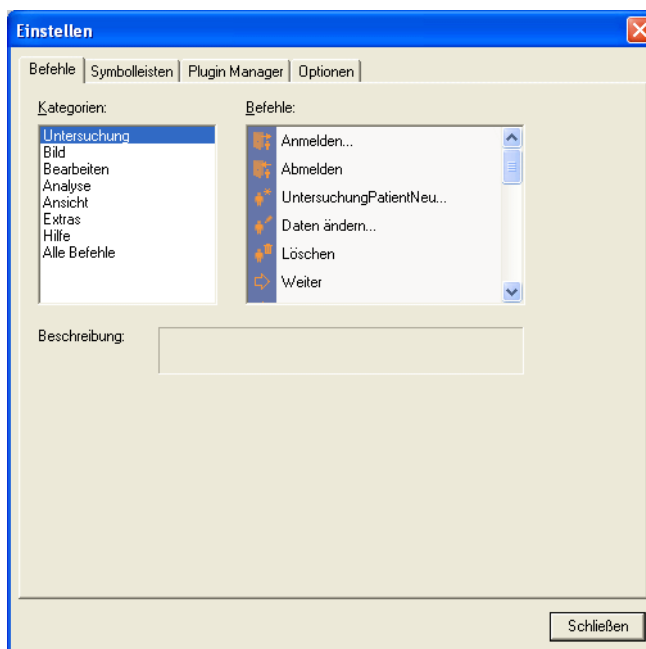 Einstellen
Befehle Symbolleisten Plugin Manager Optionen
Kategorien: Befehle:
Untersuchung
Bild
Bearbeiten
Analyse
Ansicht
Extras
Hilfe
Alle Befehle
Anmelden...
Abmelden
UntersuchungPatientNeu...
Daten ändern...
Löschen
Weiter
Beschreibung:
Schließen